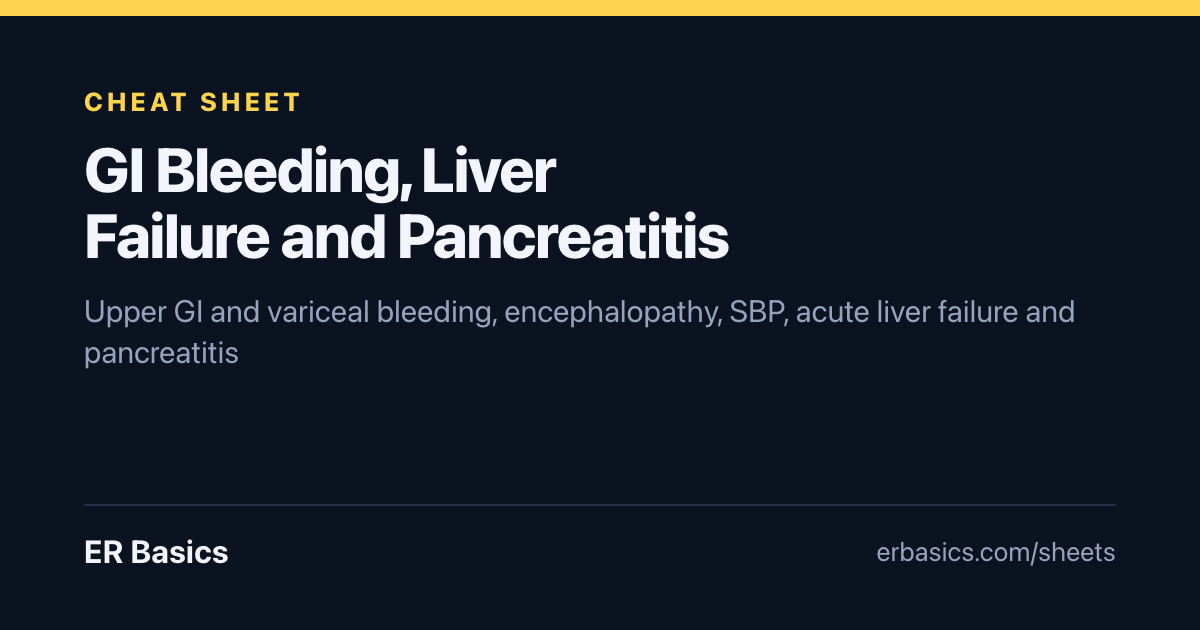 CHEAT SHEET
GI Bleeding, Liver
Failure and Pancreatitis
Upper GI and variceal bleeding, encephalopathy, SBP, acute liver failure and
pancreatitis
ER Basics
erbasics.com/sheets